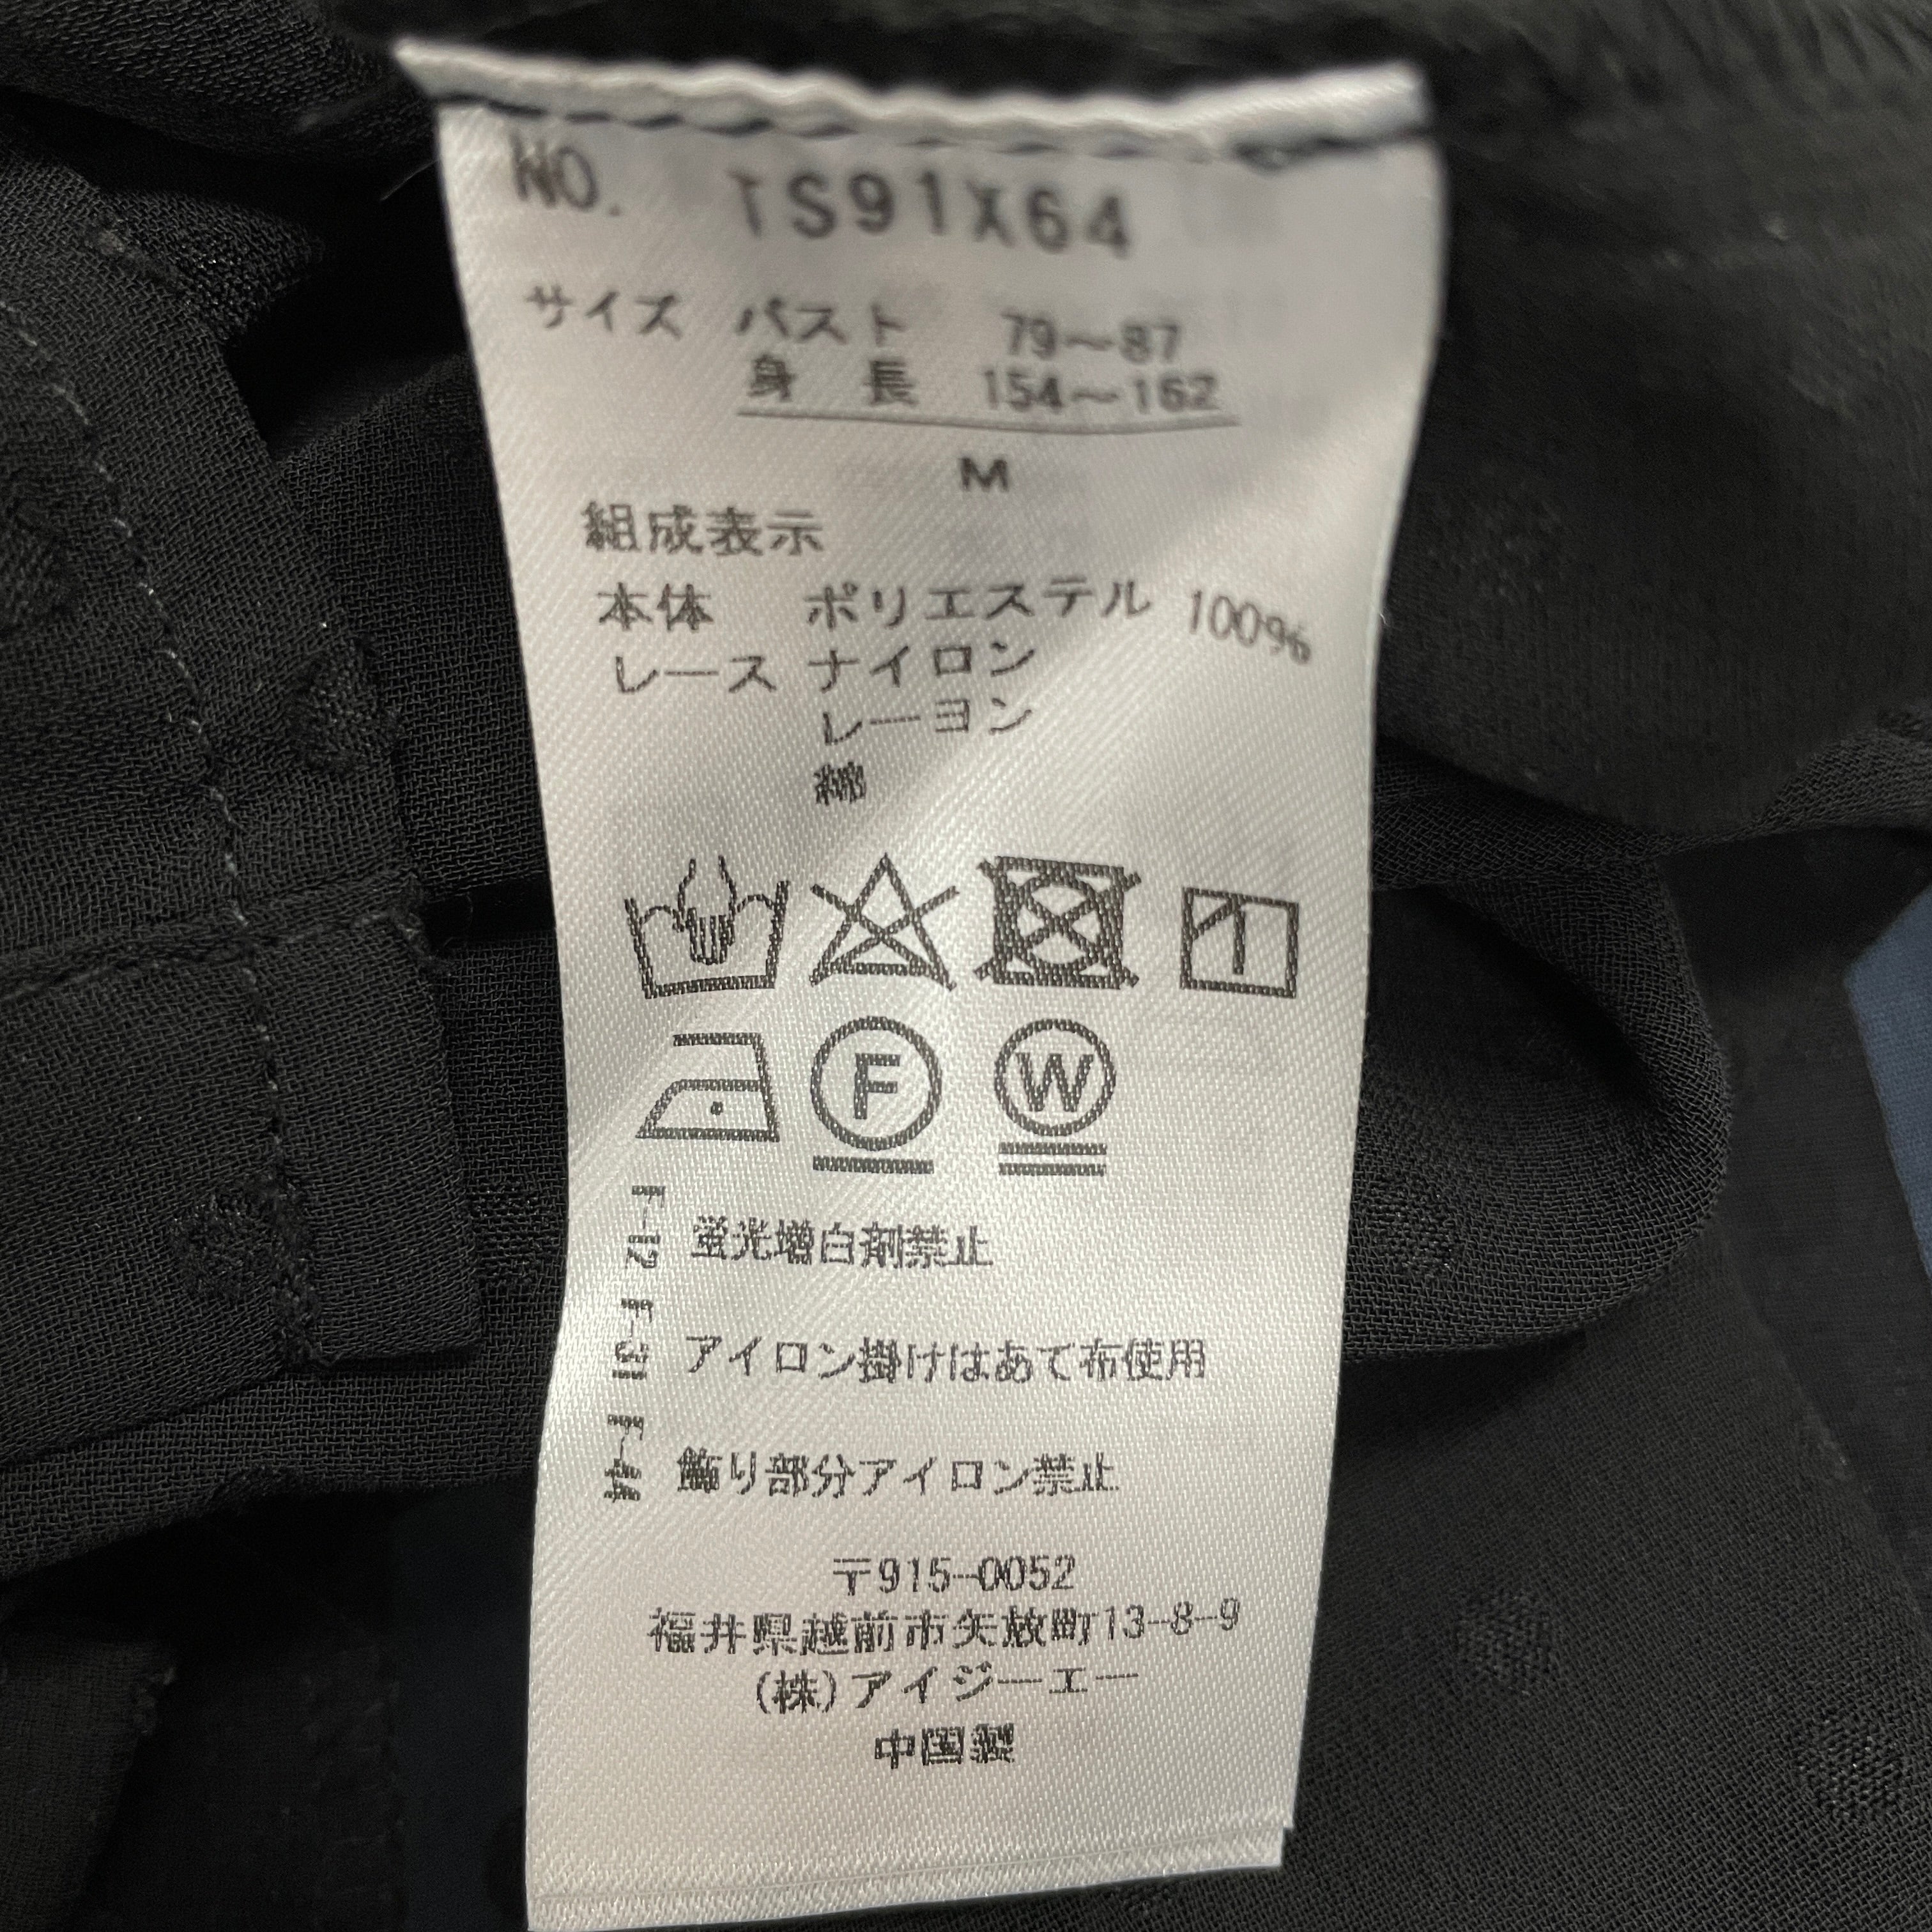 NO. TS91X64
サイズ バスト 79～87
身 長 154～162
M
組成表示
本体 ポリエステル 100%
レース ナイロン
レーヨン
綿
F
W
F-12 蛍光増白剤禁止
F-31 アイロン掛けはあて布使用
F-44 飾り部分アイロン禁止
〒915-0052
福井県越前市矢放町13-8-9
(株)アイジーエー
中国製